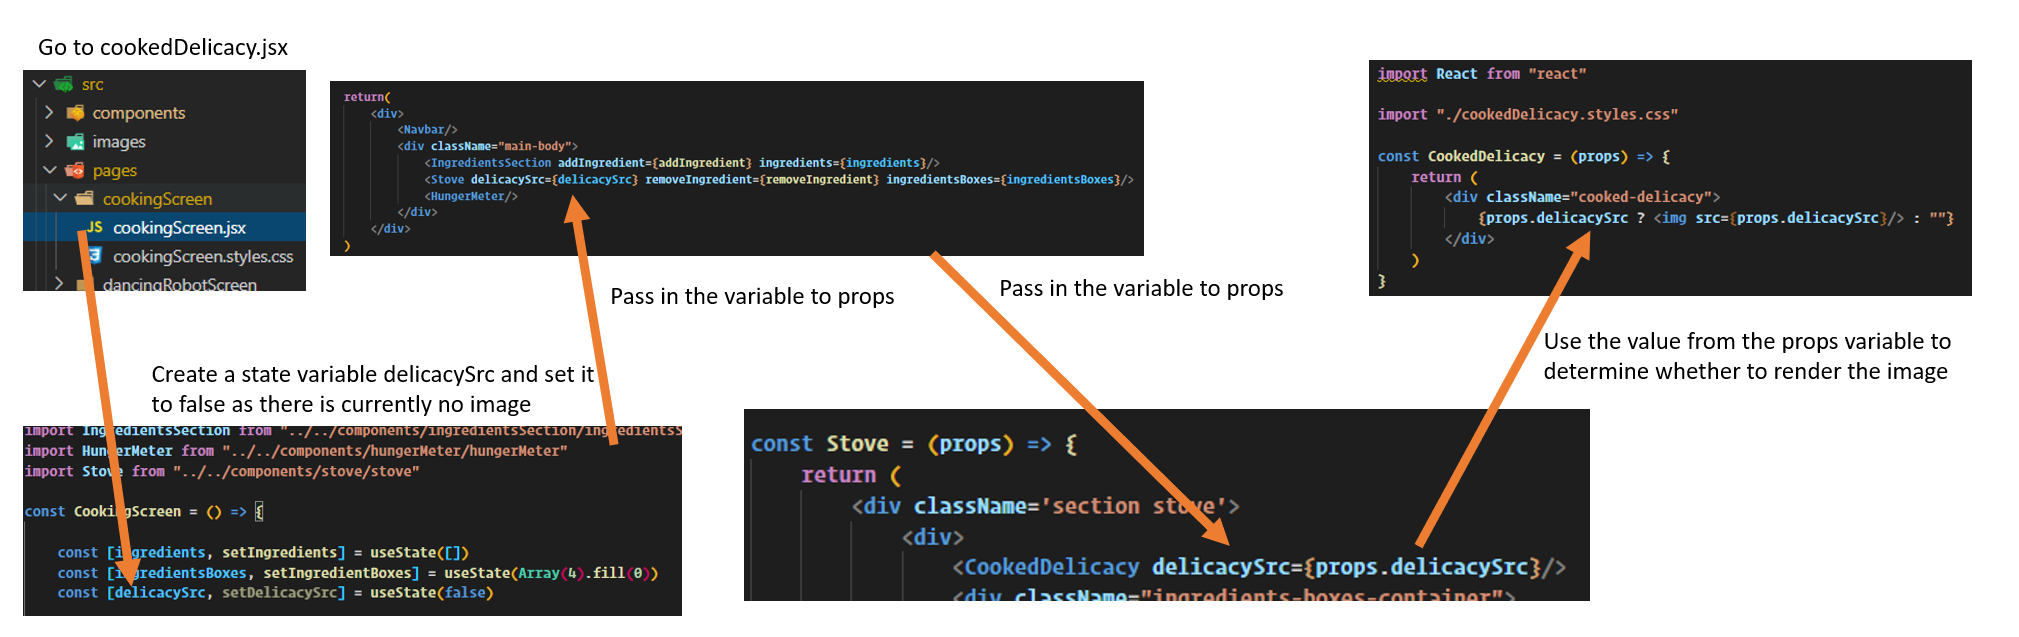 Go to cookedDelicacy.jsx
src
components
images
pages
cookingScreen
JS cookingScreen.jsx
cookingScreen.styles.css
dancingRobotScreen
return(
<div>
<Navbar/>
<div className="main-body">
<IngredientsSection addIngredient={addIngredient} ingredients={ingredients}/>
<Stove delicacySrc={delicacySrc} removeIngredient={removeIngredient} ingredientsBoxes={ingredientsBoxes}/>
<HungerMeter/>
</div>
</div>
)
import React from "react"
import "./cookedDelicacy.styles.css"
const CookedDelicacy = (props) => {
return (
<div className="cooked-delicacy">
{props.delicacySrc ? <img src={props.delicacySrc}/> : ""}
</div>
)
}
Pass in the variable to props
Pass in the variable to props
Use the value from the props variable to
determine whether to render the image
Create a state variable delicacySrc and set it
to false as there is currently no image
import IngredientsSection from "../../components/ingredientsSection/ingredientsS
import HungerMeter from "../../components/hungerMeter/hungerMeter"
import Stove from "../../components/stove/stove"
const CookingScreen = () => {
const [ingredients, setIngredients] = useState([])
const [ingredientsBoxes, setIngredientBoxes] = useState(Array(4).fill(0))
const [delicacySrc, setDelicacySrc] = useState(false)
const Stove = (props) => {
return (
<div className='section stove'>
<div>
<CookedDelicacy delicacySrc={props.delicacySrc}/>
<div className="ingredients-boxes-container">